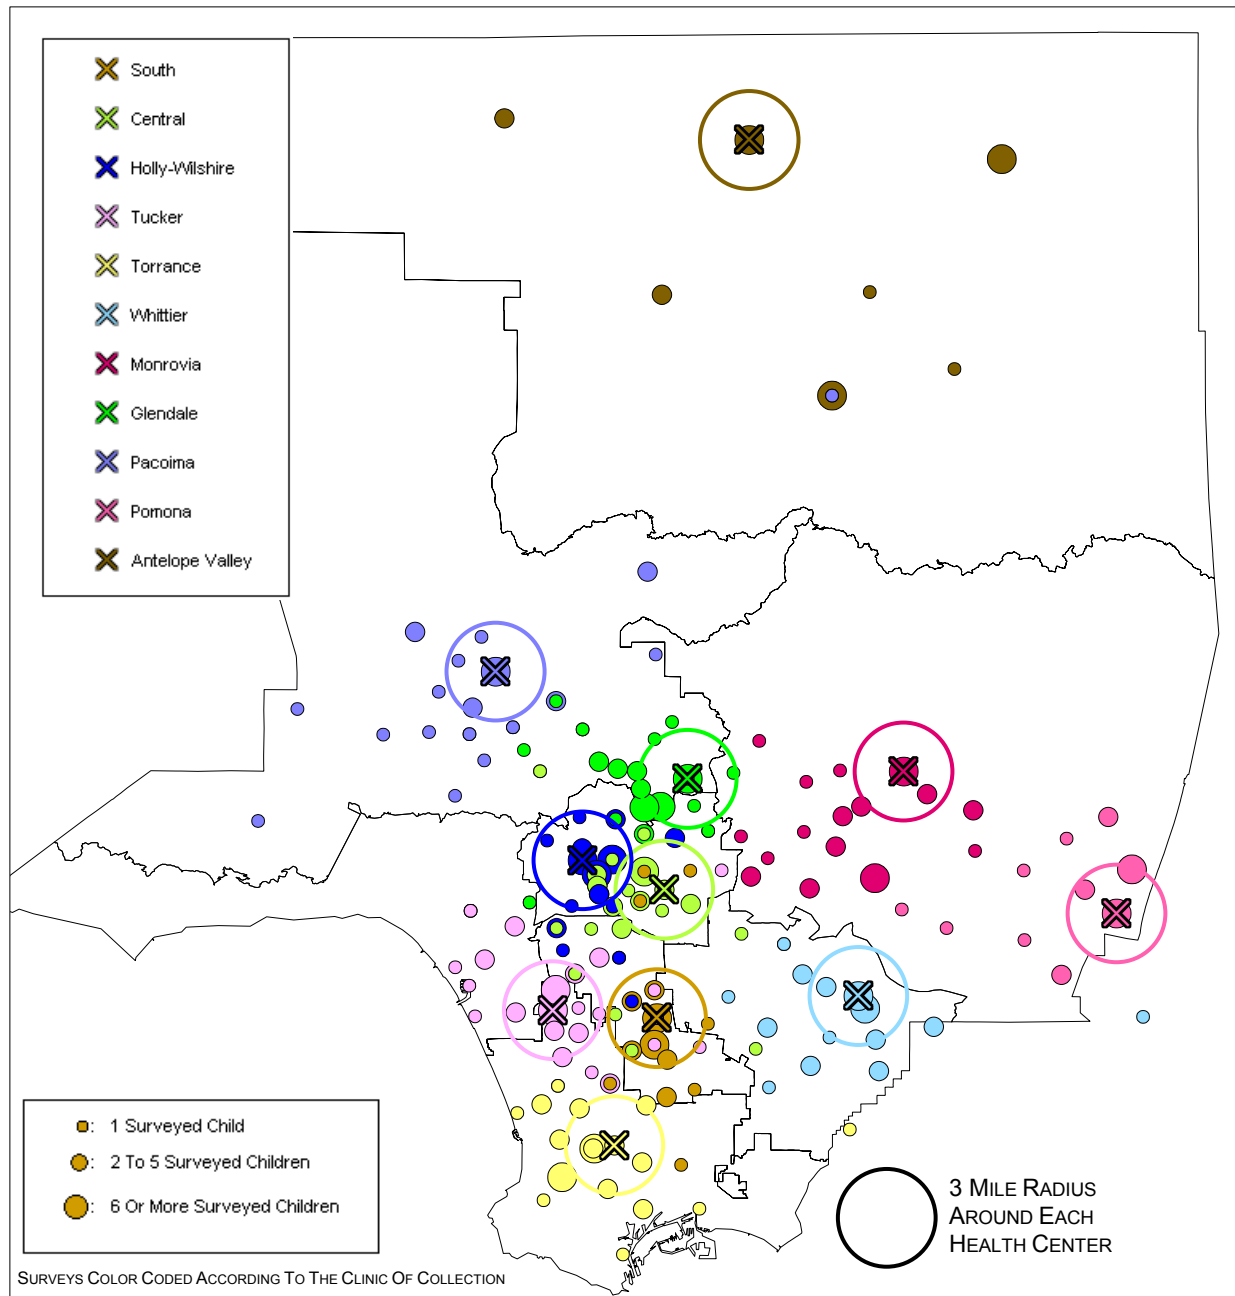 South
Central
Holly-Wilshire
Tucker
Torrance
Whittier
Monrovia
Glendale
Pacoima
Pomona
Antelope Valley
: 1 Surveyed Child
: 2 To 5 Surveyed Children
: 6 Or More Surveyed Children
3 MILE RADIUS
AROUND EACH
HEALTH CENTER
SURVEYS COLOR CODED ACCORDING TO THE CLINIC OF COLLECTION